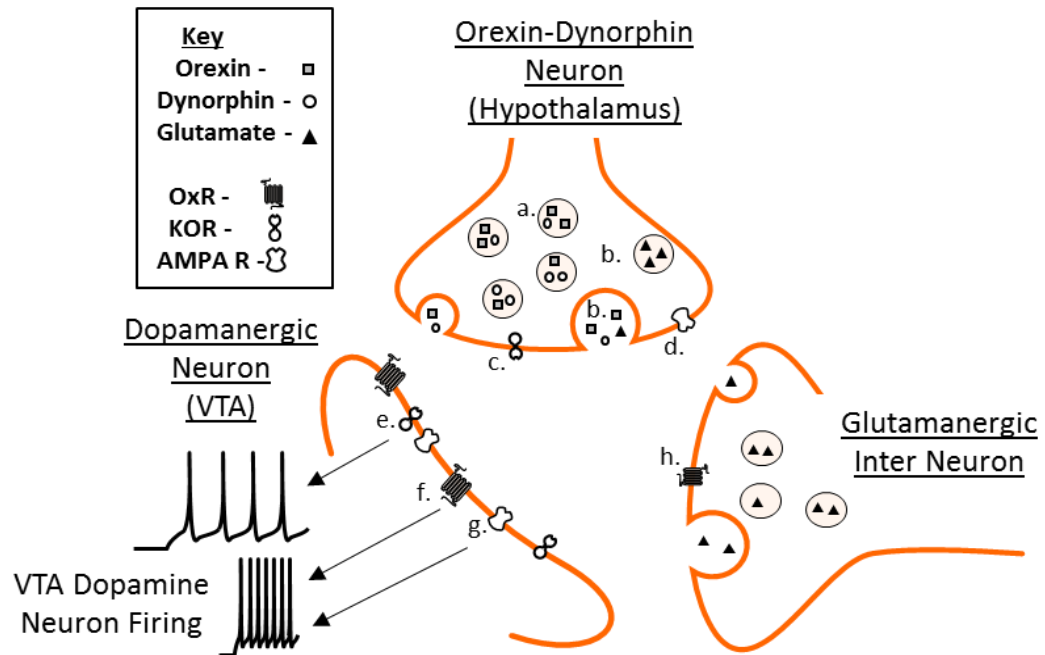 Key
Orexin -
Dynorphin -
Glutamate -
OxR -
KOR -
AMPA R -
Orexin-Dynorphin
Neuron
(Hypothalamus)
a.
b.
b.
c.
d.
Dopamanergic
Neuron
(VTA)
e.
f.
g.
h.
Glutamanergic
Inter Neuron
VTA Dopamine
Neuron Firing